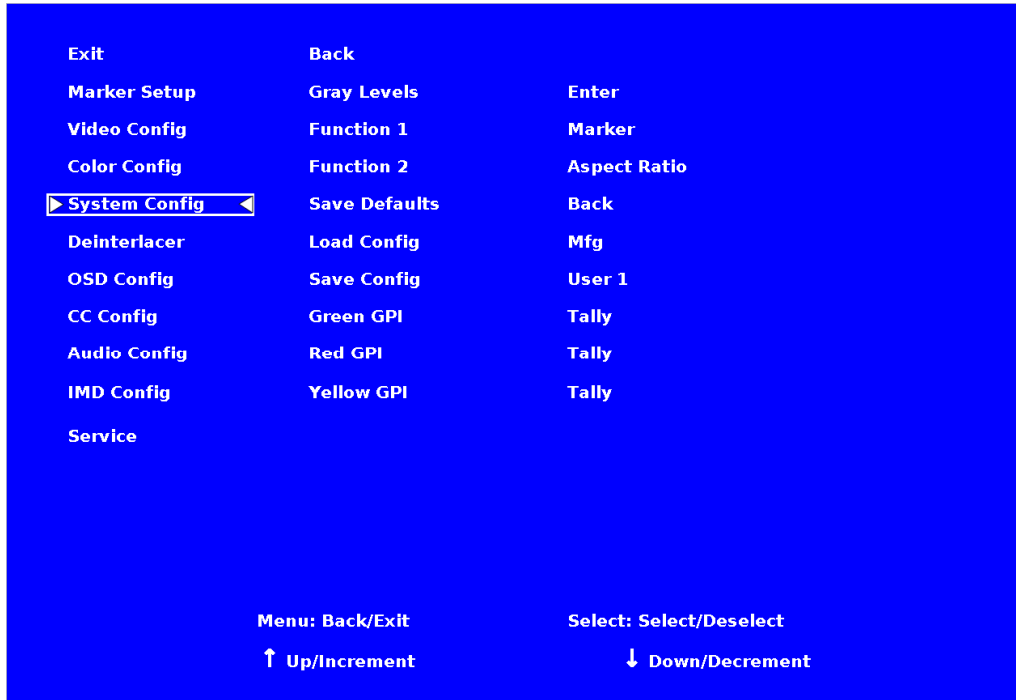 Exit Back
Marker Setup Gray Levels Enter
Video Config Function 1 Marker
Color Config Function 2 Aspect Ratio
System Config Save Defaults Back
Deinterlacer Load Config Mfg
OSD Config Save Config User 1
CC Config Green GPI Tally
Audio Config Red GPI Tally
IMD Config Yellow GPI Tally
Service
Menu: Back/Exit Select: Select/Deselect
↑ Up/Increment ↓ Down/Decrement